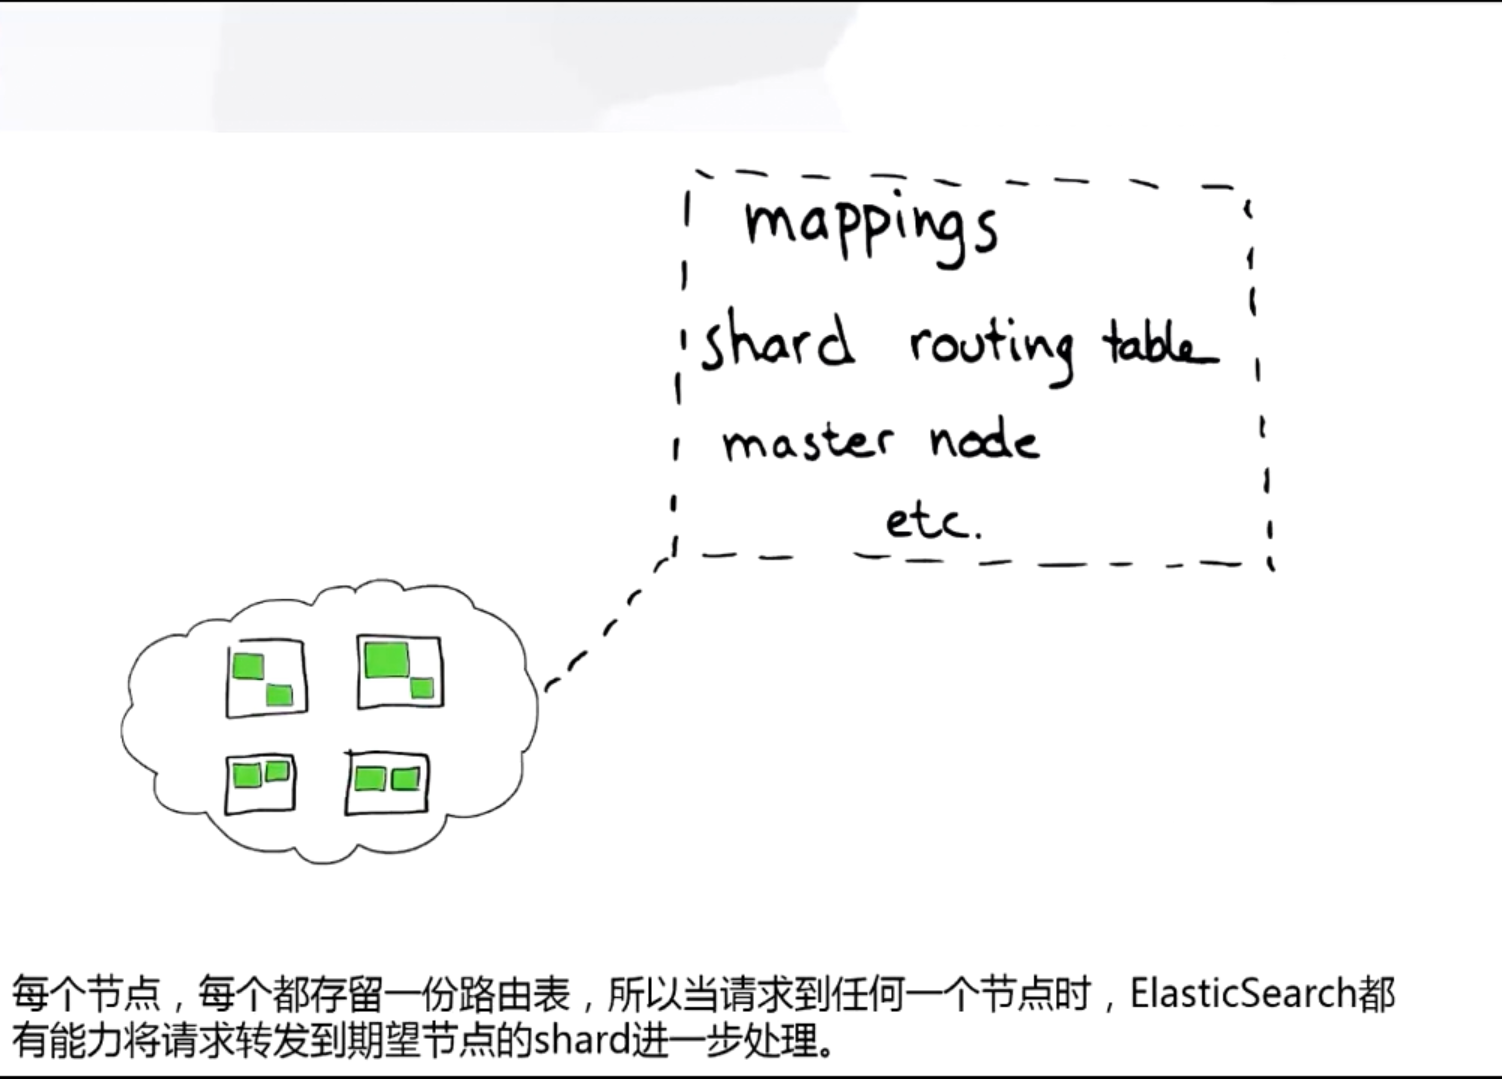 mappings
shard routing table
master node
etc.
每个节点，每个都存留一份路由表，所以当请求到任何一个节点时，ElasticSearch都
有能力将请求转发到期望节点的shard进一步处理。